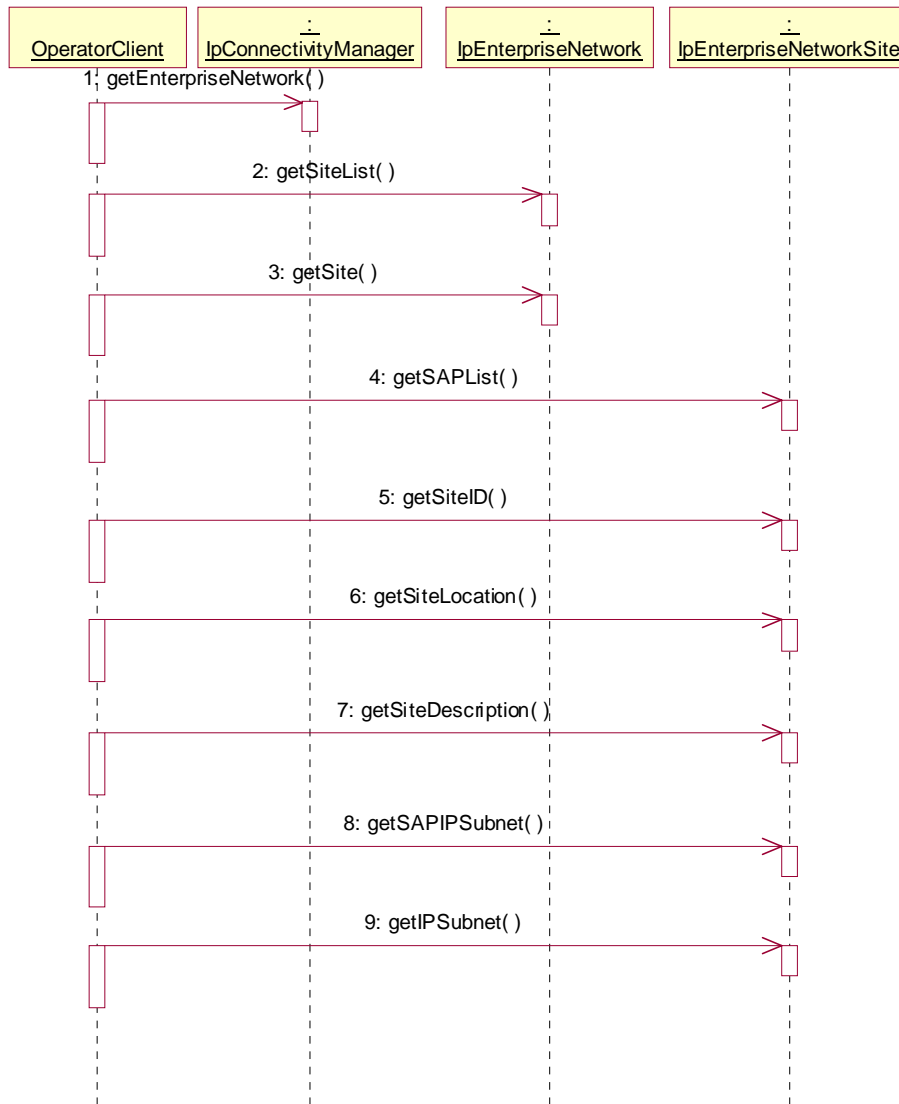 OperatorClient
:
IpConnectivityManager
:
IpEnterpriseNetwork
:
IpEnterpriseNetworkSite
1: getEnterpriseNetwork( )
2: getSiteList( )
3: getSite( )
4: getSAPList( )
5: getSiteID( )
6: getSiteLocation( )
7: getSiteDescription( )
8: getSAPIPSubnet( )
9: getIPSubnet( )